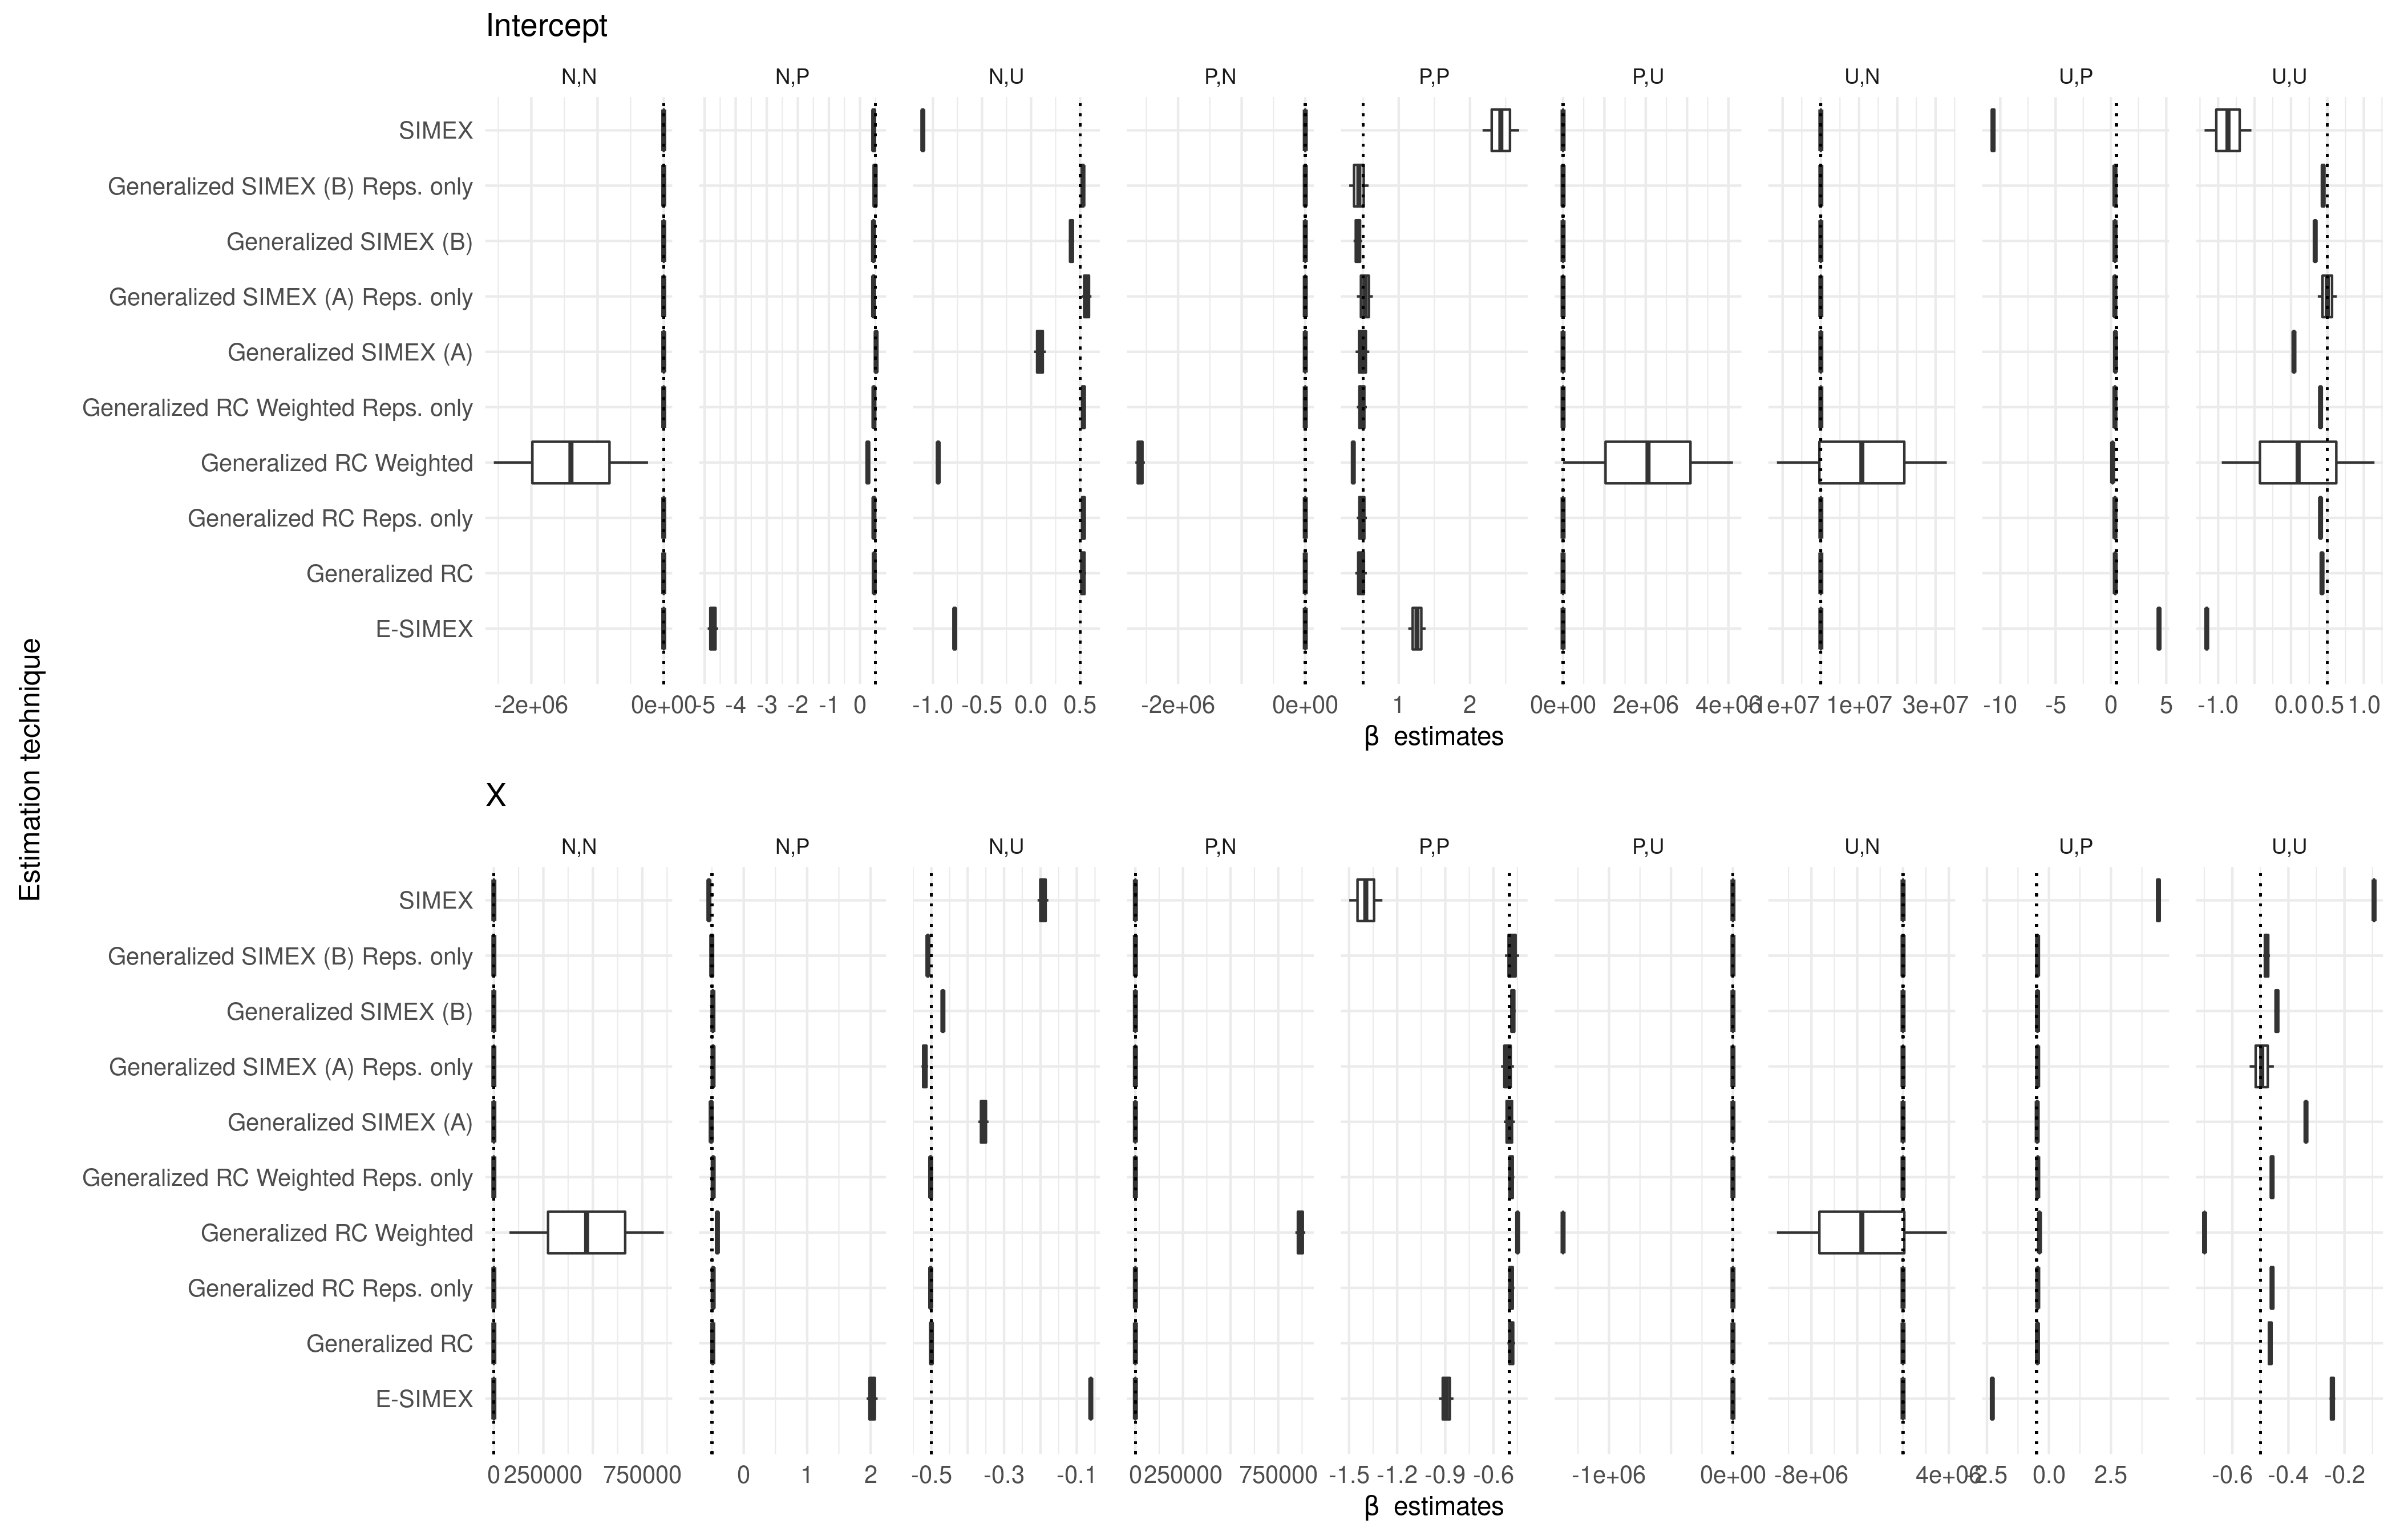 Intercept
N,N N,P N,U P,N P,P P,U U,N U,P U,U
SIMEX
Generalized SIMEX (B) Reps. only
Generalized SIMEX (B)
Generalized SIMEX (A) Reps. only
Generalized SIMEX (A)
Generalized RC Weighted Reps. only
Generalized RC Weighted
Generalized RC Reps. only
Generalized RC
E-SIMEX
-2e+06 0e+00 -5 -4 -3 -2 -1 0 -1.0 -0.5 0.0 0.5 -2e+06 0e+00 1 2 0e+00 2e+06 4e+06 -1e+07 1e+07 3e+07 -10 -5 0 5 -1.0 0.0 0.5 1.0
β estimates
Estimation technique
X
N,N N,P N,U P,N P,P P,U U,N U,P U,U
SIMEX
Generalized SIMEX (B) Reps. only
Generalized SIMEX (B)
Generalized SIMEX (A) Reps. only
Generalized SIMEX (A)
Generalized RC Weighted Reps. only
Generalized RC Weighted
Generalized RC Reps. only
Generalized RC
E-SIMEX
0 250000 750000 0 1 2 -0.5 -0.3 -0.1 0 250000 750000 -1.5 -1.2 -0.9 -0.6 -1e+06 0e+00 -8e+06 4e+06 -2.5 0.0 2.5 -0.6 -0.4 -0.2
β estimates